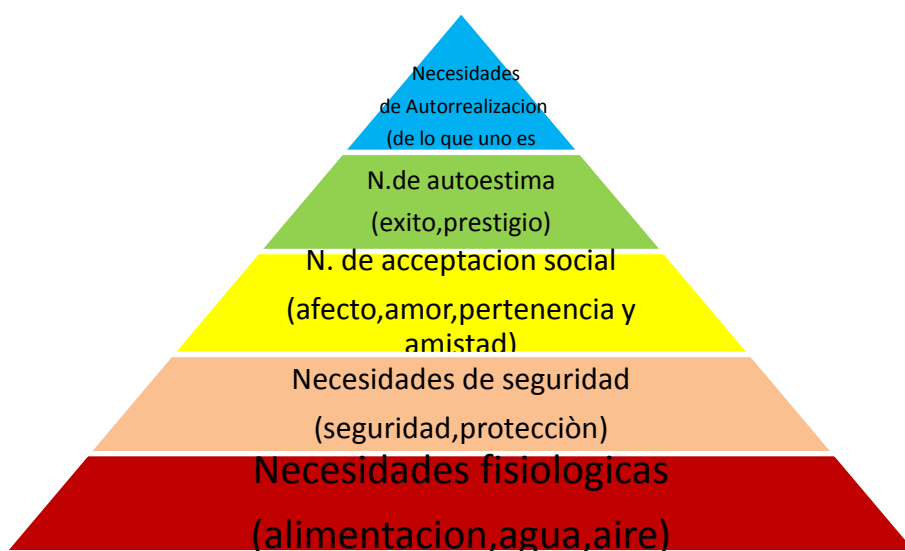 Necesidades
de Autorrealizacion
(de lo que uno es
N.de autoestima
(exito,prestigio)
N. de acceptacion social
(afecto,amor,pertenencia y
amistad)
Necesidades de seguridad
(seguridad,protecciòn)
Necesidades fisiologicas
(alimentacion,agua,aire)